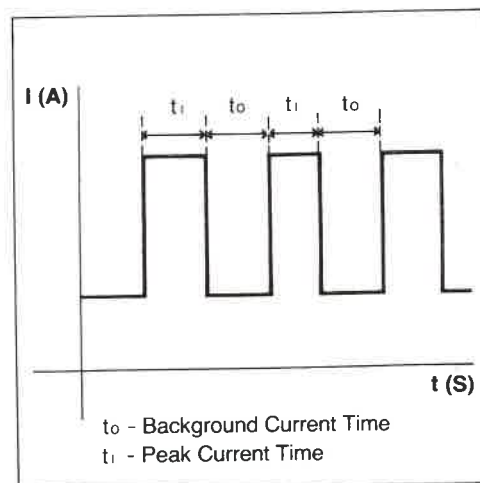 I (A)
t₁ t₀ t₁ t₀
t (S)
t₀ - Background Current Time
t₁ - Peak Current Time